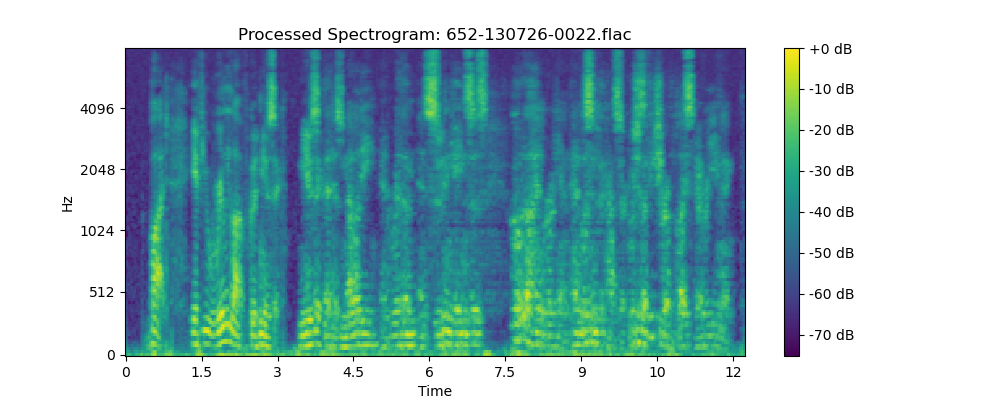 Processed Spectrogram: 652-130726-0022.flac
Hz
4096
2048
1024
512
0
0 1.5 3 4.5 6 7.5 9 10 12
Time
+0 dB
-10 dB
-20 dB
-30 dB
-40 dB
-50 dB
-60 dB
-70 dB